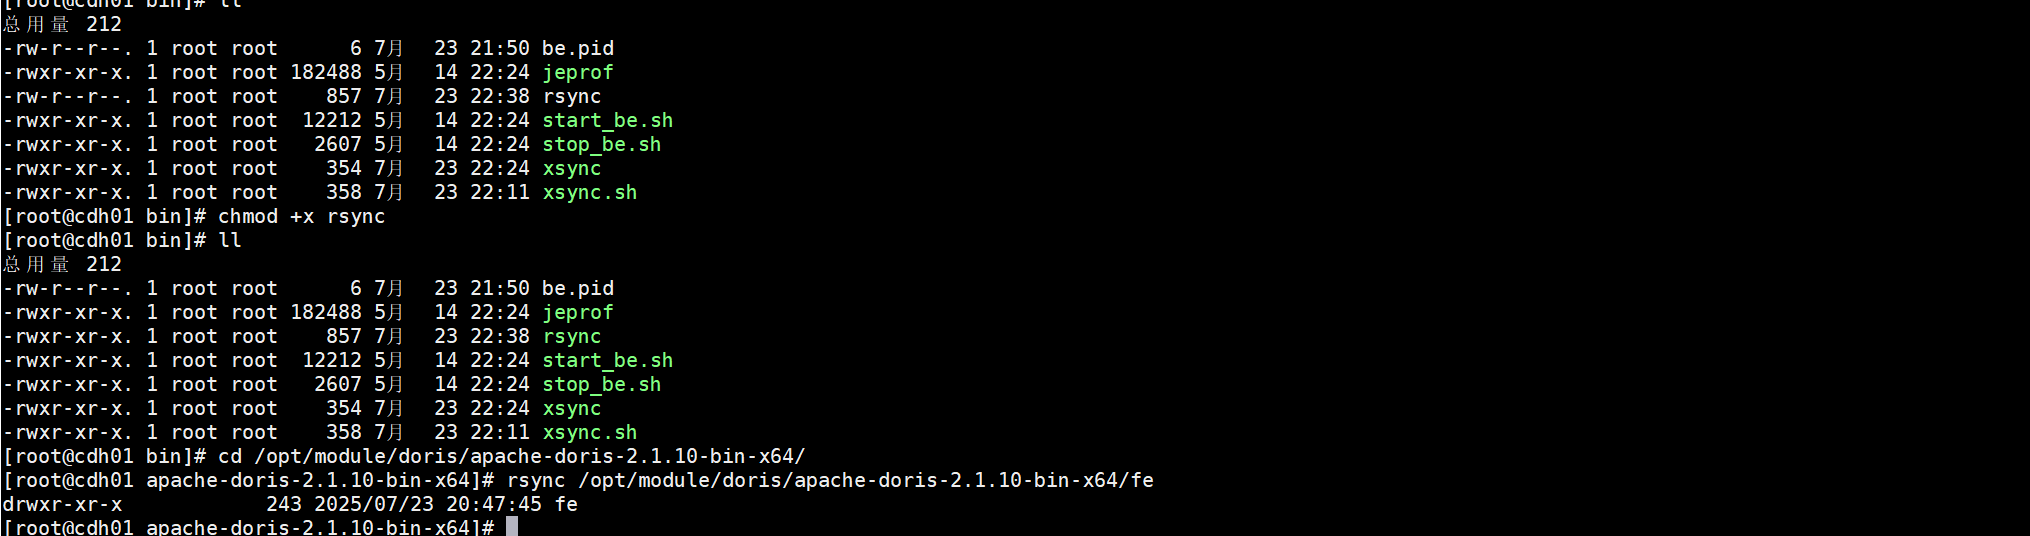 [root@cdh01 bin]# ll
总用量 212
-rw-r--r--. 1 root root      6 7月  23 21:50 be.pid
-rwxr-xr-x. 1 root root 182488 5月  14 22:24 jeprof
-rw-r--r--. 1 root root    857 7月  23 22:38 rsync
-rwxr-xr-x. 1 root root  12212 5月  14 22:24 start_be.sh
-rwxr-xr-x. 1 root root   2607 5月  14 22:24 stop_be.sh
-rwxr-xr-x. 1 root root    354 7月  23 22:24 xsync
-rwxr-xr-x. 1 root root    358 7月  23 22:11 xsync.sh
[root@cdh01 bin]# chmod +x rsync
[root@cdh01 bin]# ll
总用量 212
-rw-r--r--. 1 root root      6 7月  23 21:50 be.pid
-rwxr-xr-x. 1 root root 182488 5月  14 22:24 jeprof
-rwxr-xr-x. 1 root root    857 7月  23 22:38 rsync
-rwxr-xr-x. 1 root root  12212 5月  14 22:24 start_be.sh
-rwxr-xr-x. 1 root root   2607 5月  14 22:24 stop_be.sh
-rwxr-xr-x. 1 root root    354 7月  23 22:24 xsync
-rwxr-xr-x. 1 root root    358 7月  23 22:11 xsync.sh
[root@cdh01 bin]# cd /opt/module/doris/apache-doris-2.1.10-bin-x64/
[root@cdh01 apache-doris-2.1.10-bin-x64]# rsync /opt/module/doris/apache-doris-2.1.10-bin-x64/fe
drwxr-xr-x            243 2025/07/23 20:47:45 fe
[root@cdh01 apache-doris-2.1.10-bin-x64]#